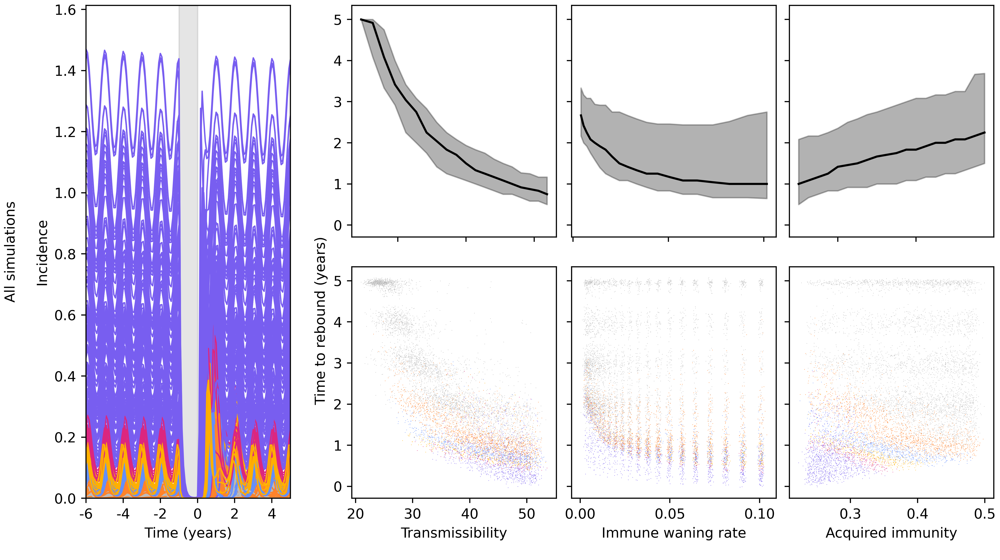 All simulations
Incidence
1.6
1.4
1.2
1.0
0.8
0.6
0.4
0.2
0.0
-6 -4 -2 0 2 4
Time (years)
Time to rebound (years)
5
4
3
2
1
0
5
4
3
2
1
0
20 30 40 50
Transmissibility
0.00 0.05 0.10
Immune waning rate
0.3 0.4 0.5
Acquired immunity